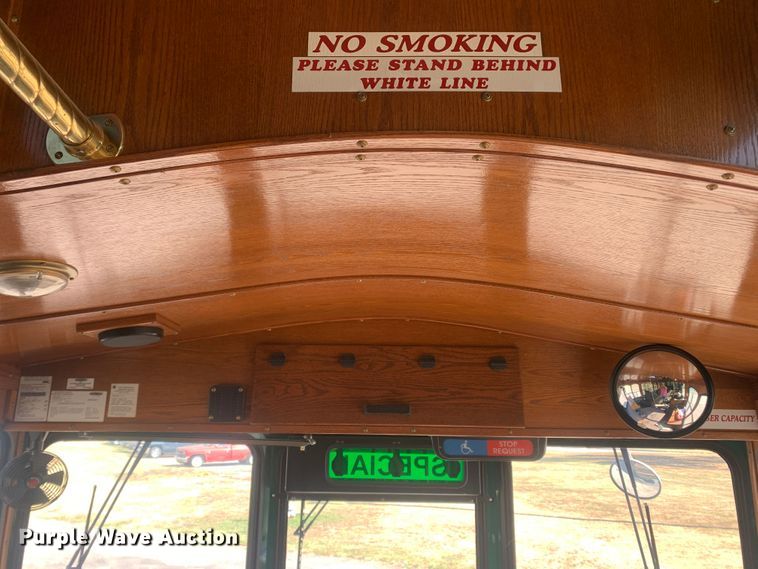 NO SMOKING
PLEASE STAND BEHIND
WHITE LINE
CAPACITY
STOP
REQUEST
SPECIAL
Purple Wave Auction